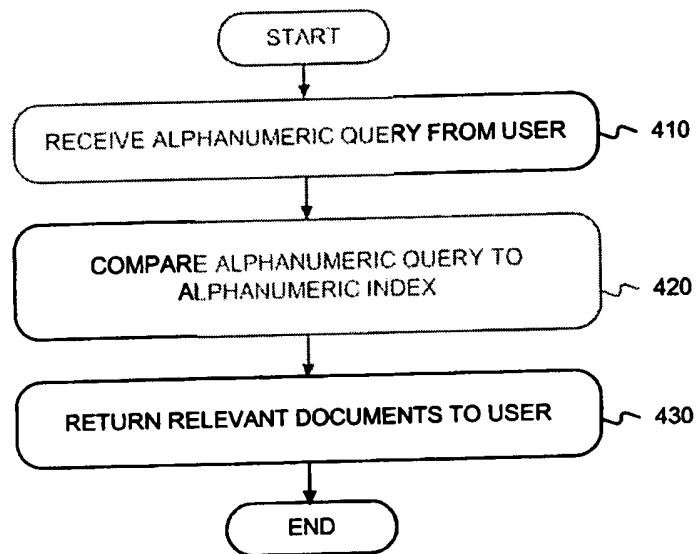 START
RECEIVE ALPHANUMERIC QUERY FROM USER
410
COMPARE ALPHANUMERIC QUERY TO
ALPHANUMERIC INDEX
420
RETURN RELEVANT DOCUMENTS TO USER
430
END